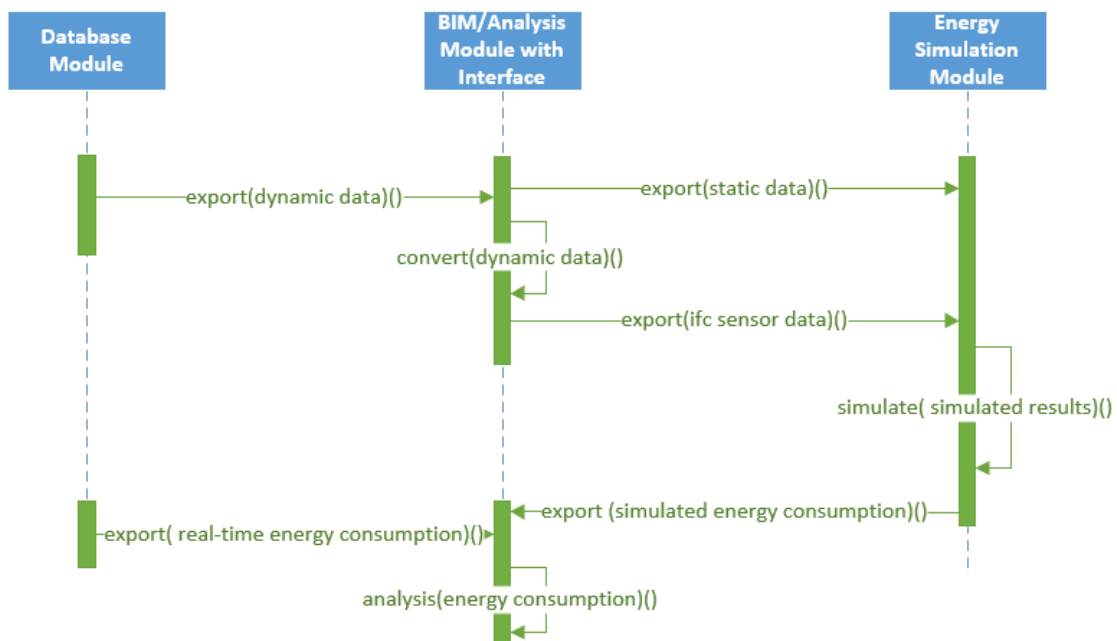 Database
Module
BIM/Analysis
Module with
Interface
Energy
Simulation
Module
export(dynamic data)()
export(static data)()
convert(dynamic data)()
export(ifc sensor data)()
simulate( simulated results)()
export (simulated energy consumption)()
export( real-time energy consumption)()
analysis(energy consumption)()